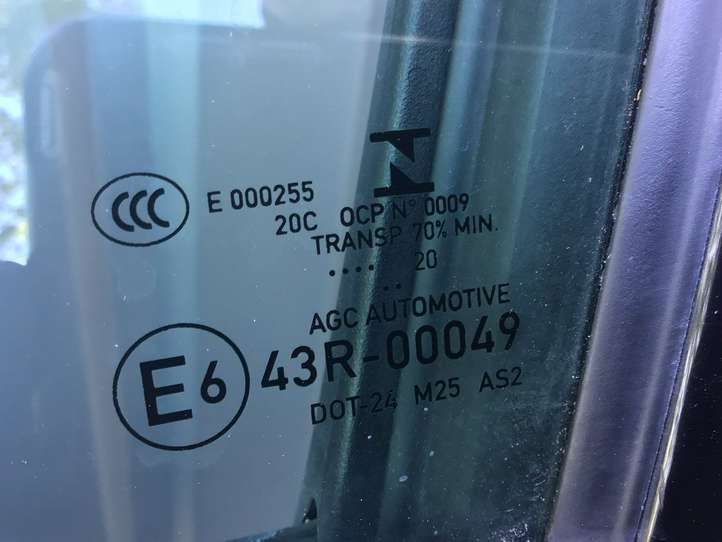 CCC E 000255
20C OCP N° 0009
TRANSP 70% MIN.
.... 20
..
AGC AUTOMOTIVE
E6 43R-00049
DOT-24 M25 AS2